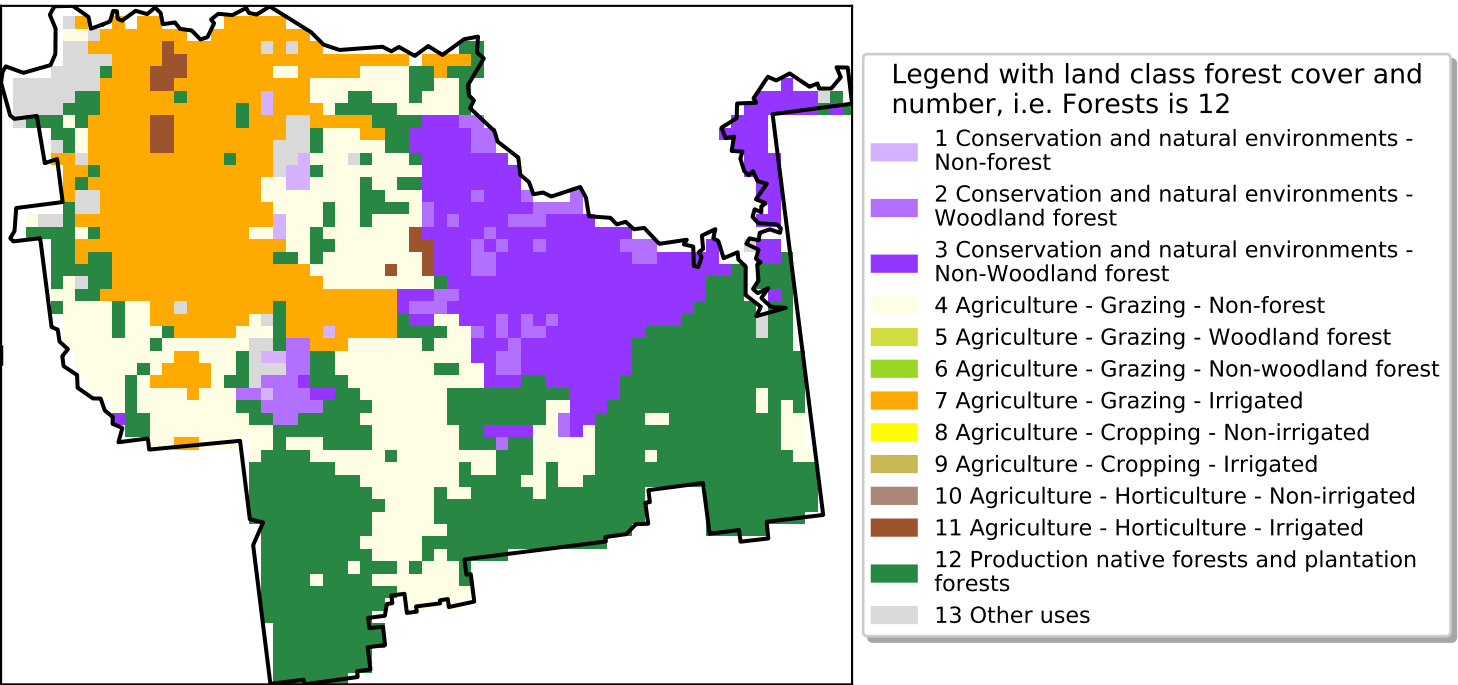 Legend with land class forest cover and
number, i.e. Forests is 12
1 Conservation and natural environments -
Non-forest
2 Conservation and natural environments -
Woodland forest
3 Conservation and natural environments -
Non-Woodland forest
4 Agriculture - Grazing - Non-forest
5 Agriculture - Grazing - Woodland forest
6 Agriculture - Grazing - Non-woodland forest
7 Agriculture - Grazing - Irrigated
8 Agriculture - Cropping - Non-irrigated
9 Agriculture - Cropping - Irrigated
10 Agriculture - Horticulture - Non-irrigated
11 Agriculture - Horticulture - Irrigated
12 Production native forests and plantation
forests
13 Other uses